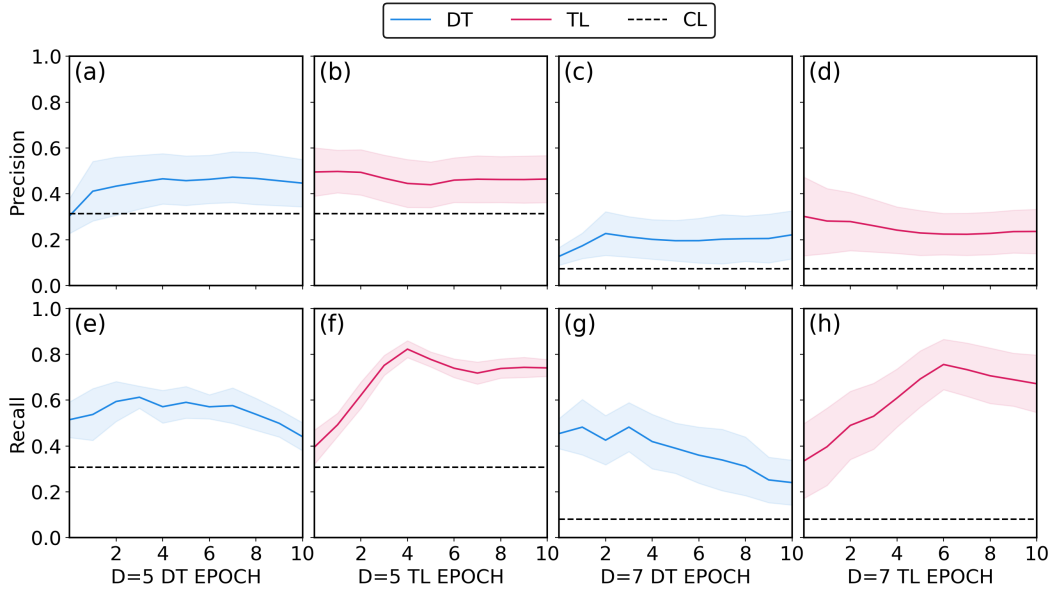 DT TL CL
(a) (b) (c) (d)
Precision
1.0
0.8
0.6
0.4
0.2
0.0
(e) (f) (g) (h)
Recall
1.0
0.8
0.6
0.4
0.2
0.0
2 4 6 8 10 2 4 6 8 10 2 4 6 8 10 2 4 6 8 10
D=5 DT EPOCH D=5 TL EPOCH D=7 DT EPOCH D=7 TL EPOCH